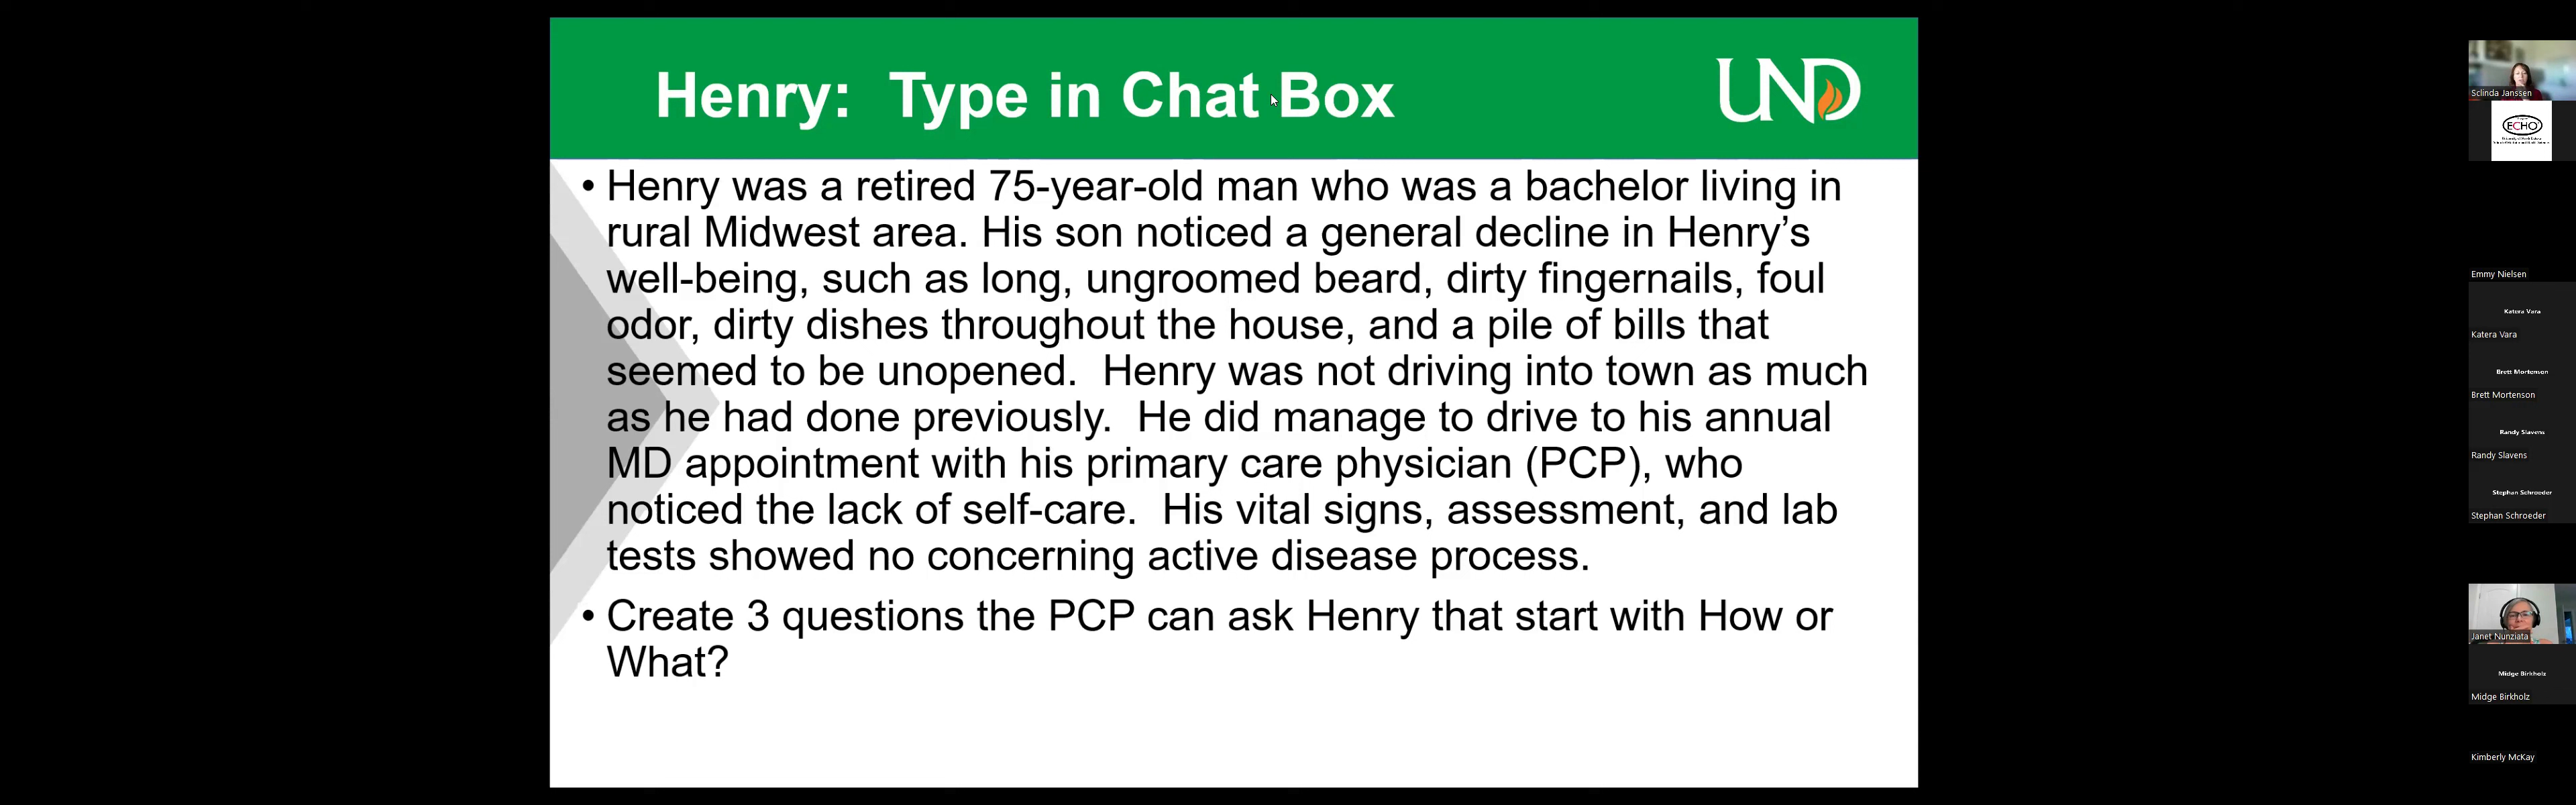 Henry: Type in Chat Box
UND
• Henry was a retired 75-year-old man who was a bachelor living in
rural Midwest area. His son noticed a general decline in Henry’s
well-being, such as long, ungroomed beard, dirty fingernails, foul
odor, dirty dishes throughout the house, and a pile of bills that
seemed to be unopened. Henry was not driving into town as much
as he had done previously. He did manage to drive to his annual
MD appointment with his primary care physician (PCP), who
noticed the lack of self-care. His vital signs, assessment, and lab
tests showed no concerning active disease process.
• Create 3 questions the PCP can ask Henry that start with How or
What?
Sclinda Janssen
ECHO
Emmy Nielsen
Katera Vara
Katera Vara
Brett Mortenson
Brett Mortenson
Randy Slavens
Randy Slavens
Stephan Schroeder
Stephan Schroeder
Janet Nunziata
Midge Birkholz
Midge Birkholz
Kimberly McKay